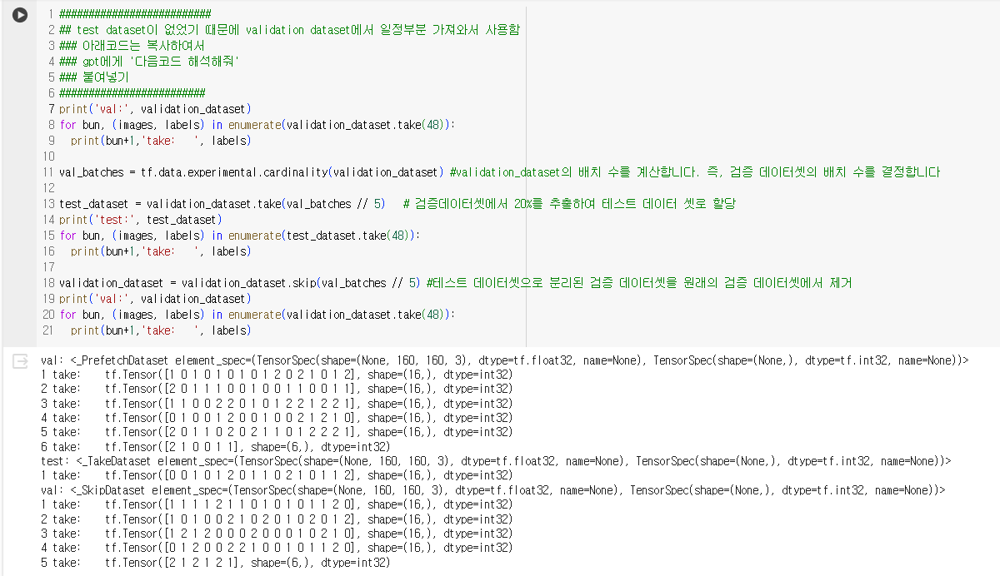 1 ##########################
2 ## test dataset이 없었기 때문에 validation dataset에서 일정부분 가져와서 사용함
3 ### 아래코드는 복사하여서
4 ### gpt에게 '다음코드 해석해줘'
5 ### 붙여넣기
6 #########################
7 print('val:', validation_dataset)
8 for bun, (images, labels) in enumerate(validation_dataset.take(48)):
9   print(bun+1,'take:   ', labels)
10
11 val_batches = tf.data.experimental.cardinality(validation_dataset) #validation_dataset의 배치 수를 계산합니다. 즉, 검증 데이터셋의 배치 수를 결정합니다
12
13 test_dataset = validation_dataset.take(val_batches // 5)   # 검증데이터셋에서 20%를 추출하여 테스트 데이터 셋로 할당
14 print('test:', test_dataset)
15 for bun, (images, labels) in enumerate(test_dataset.take(48)):
16   print(bun+1,'take:   ', labels)
17
18 validation_dataset = validation_dataset.skip(val_batches // 5) #테스트 데이터셋으로 분리된 검증 데이터셋을 원래의 검증 데이터셋에서 제거
19 print('val:', validation_dataset)
20 for bun, (images, labels) in enumerate(validation_dataset.take(48)):
21   print(bun+1,'take:   ', labels)
val: <_PrefetchDataset element_spec=(TensorSpec(shape=(None, 160, 160, 3), dtype=tf.float32, name=None), TensorSpec(shape=(None,), dtype=tf.int32, name=None))>
1 take:    tf.Tensor([1 0 1 0 1 0 1 0 1 2 0 2 1 0 1 2], shape=(16,), dtype=int32)
2 take:    tf.Tensor([2 0 1 1 1 0 0 1 0 0 1 1 0 0 1 1], shape=(16,), dtype=int32)
3 take:    tf.Tensor([1 1 0 0 2 2 0 1 0 1 2 2 1 2 2 1], shape=(16,), dtype=int32)
4 take:    tf.Tensor([0 1 0 0 1 2 0 0 1 0 0 2 1 2 1 0], shape=(16,), dtype=int32)
5 take:    tf.Tensor([2 0 1 1 0 2 0 2 1 1 0 1 2 2 2 1], shape=(16,), dtype=int32)
6 take:    tf.Tensor([2 1 0 0 1 1], shape=(6,), dtype=int32)
test: <_TakeDataset element_spec=(TensorSpec(shape=(None, 160, 160, 3), dtype=tf.float32, name=None), TensorSpec(shape=(None,), dtype=tf.int32, name=None))>
1 take:    tf.Tensor([0 0 1 0 1 2 0 1 1 0 2 1 0 1 1 2], shape=(16,), dtype=int32)
val: <_SkipDataset element_spec=(TensorSpec(shape=(None, 160, 160, 3), dtype=tf.float32, name=None), TensorSpec(shape=(None,), dtype=tf.int32, name=None))>
1 take:    tf.Tensor([1 1 1 1 2 1 1 0 1 0 1 0 1 1 2 0], shape=(16,), dtype=int32)
2 take:    tf.Tensor([1 0 1 0 0 2 1 0 2 0 1 0 2 0 1 2], shape=(16,), dtype=int32)
3 take:    tf.Tensor([1 2 1 2 0 0 0 2 0 0 0 1 0 2 1 0], shape=(16,), dtype=int32)
4 take:    tf.Tensor([0 1 2 0 0 2 2 1 0 0 1 0 1 1 2 0], shape=(16,), dtype=int32)
5 take:    tf.Tensor([2 1 2 1 2 1], shape=(6,), dtype=int32)